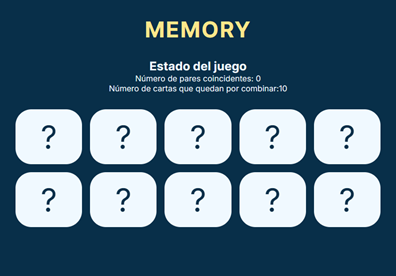 MEMORY
Estado del juego
Número de pares coincidentes: 0
Número de cartas que quedan por combinar:10
? ? ? ? ?
? ? ? ? ?